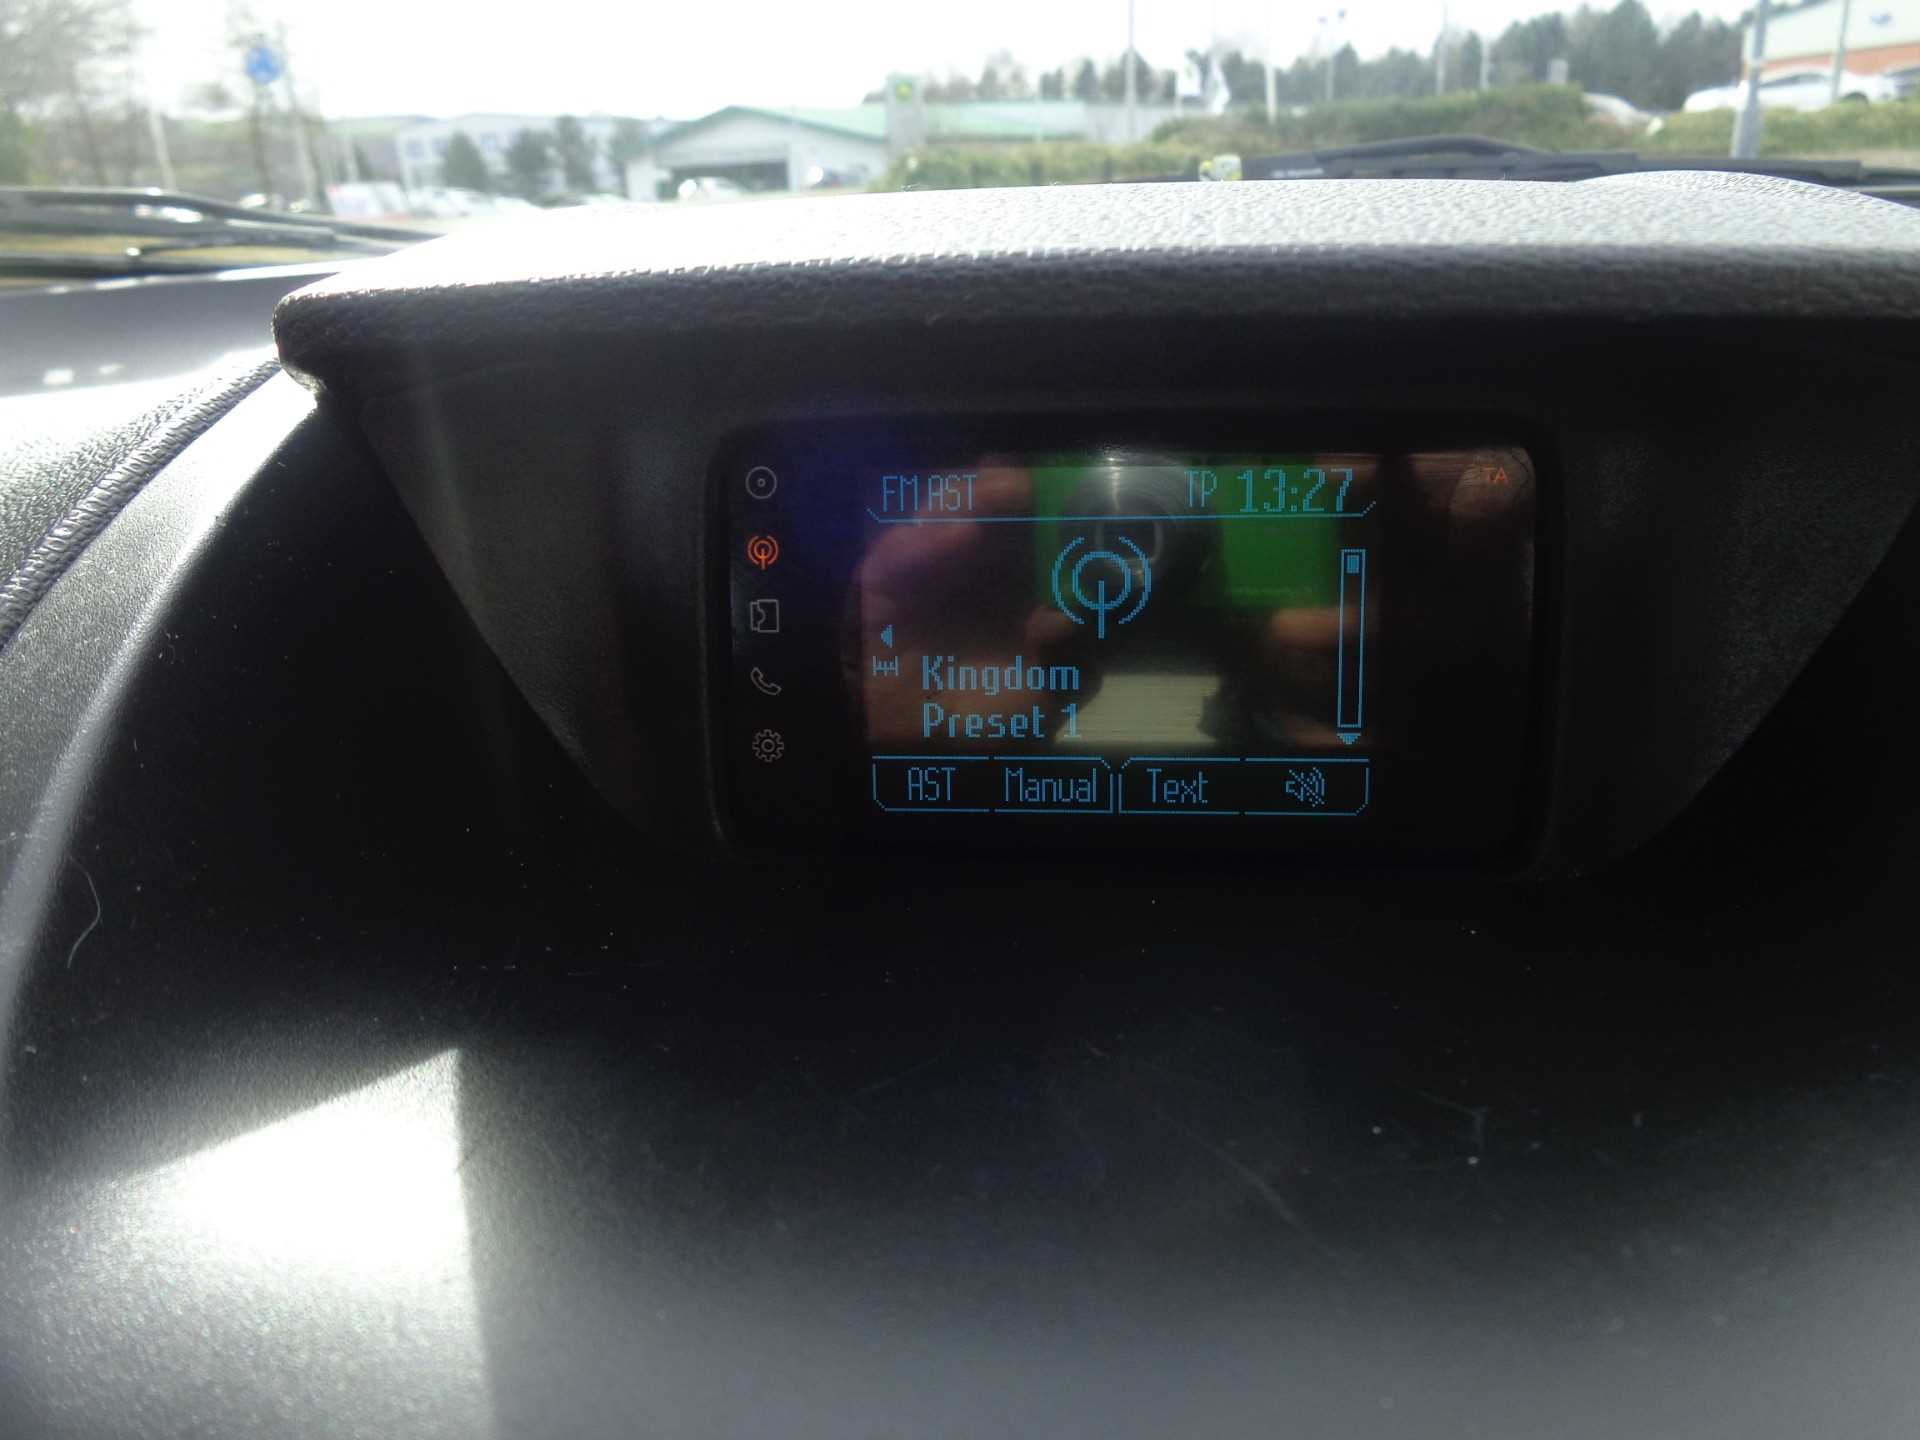 FM AST TP 13:27
TA
Kingdom
Preset 1
AST Manual Text